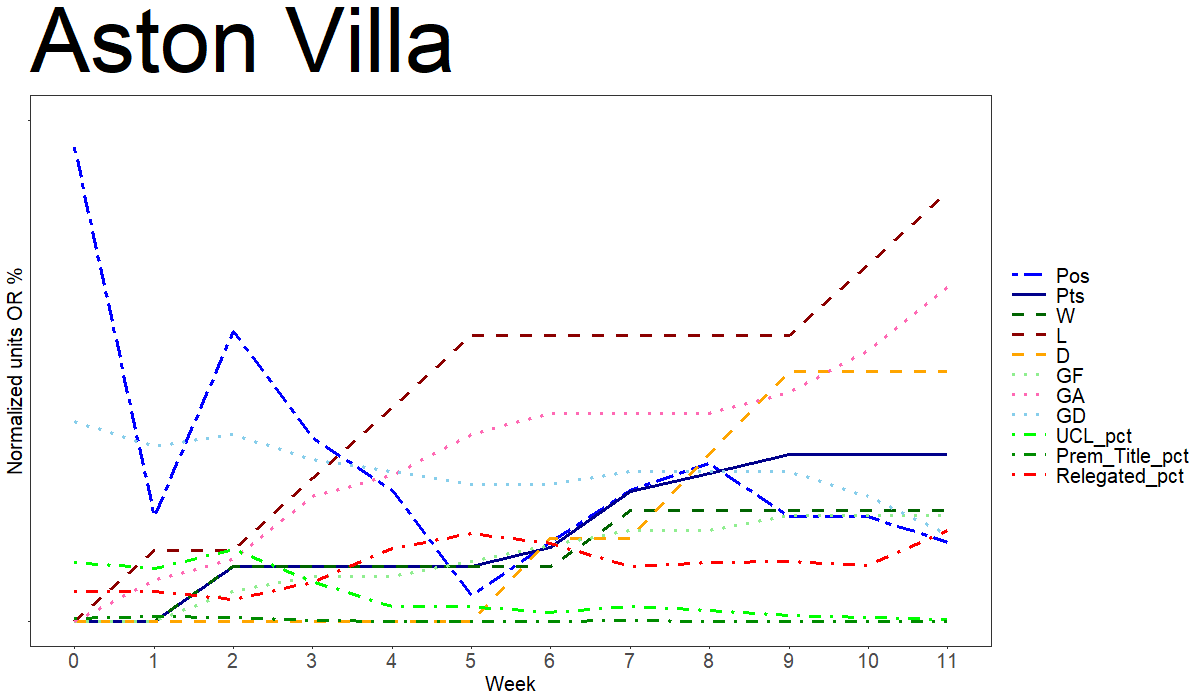 Aston Villa
Normalized units OR %
0 1 2 3 4 5 6 7 8 9 10 11
Week
Pos
Pts
W
L
D
GF
GA
GD
UCL_pct
Prem_Title_pct
Relegated_pct